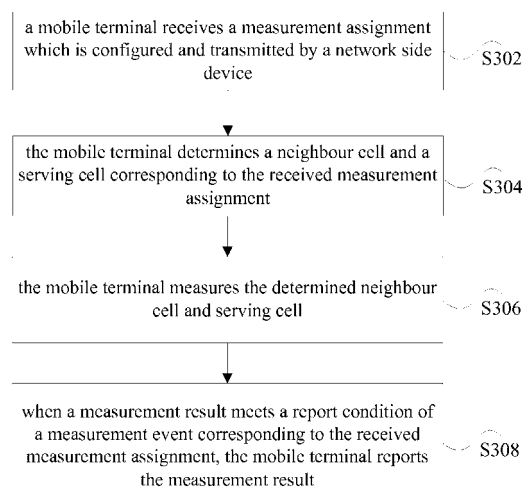 a mobile terminal receives a measurement assignment
which is configured and transmitted by a network side
device
S302
the mobile terminal determines a neighbour cell and a
serving cell corresponding to the received measurement
assignment
S304
the mobile terminal measures the determined neighbour
cell and serving cell
S306
when a measurement result meets a report condition of
a measurement event corresponding to the received
measurement assignment, the mobile terminal reports
the measurement result
S308